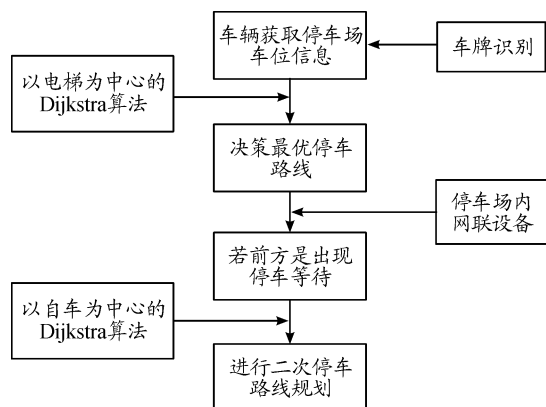 车辆获取停车场
车位信息
车牌识别
以电梯为中心的
Dijkstra算法
决策最优停车
路线
停车场内
网联设备
若前方是出现
停车等待
以自车为中心的
Dijkstra算法
进行二次停车
路线规划